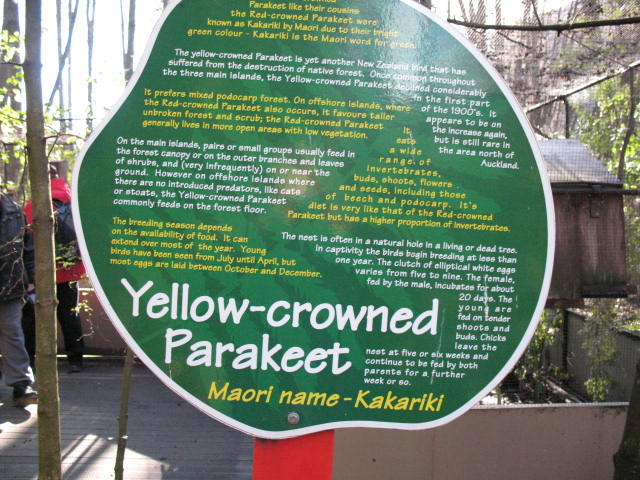 Parakeet like their cousins
the Red-crowned Parakeet were
known as Kakariki by Maori due to their bright
green colour - Kakariki is the Maori word for green.
The yellow-crowned Parakeet is yet another New Zealand bird that has
suffered from the destruction of native forest. Once common throughout
the three main islands, the Yellow-crowned Parakeet declined considerably
in the first part
of the 1900's. It
appears to be on
the increase again,
but is still rare in
the area north of
Auckland.
It prefers mixed podocarp forest. On offshore islands, where
the Red-crowned Parakeet also occurs, it favours taller
unbroken forest and scrub; the Red-crowned Parakeet
generally lives in more open areas with low vegetation.
It
eats
a wide
range of
invertebrates,
buds, shoots, flowers
and seeds, including those
of beech and podocarp. It's
diet is very like that of the Red-crowned
Parakeet but has a higher proportion of invertebrates.
On the main islands, pairs or small groups usually feed in
the forest canopy or on the outer branches and leaves
of shrubs, and (very infrequently) on or near the
ground. However on offshore islands where
there are no introduced predators, like cats
or stoats, the Yellow-crowned Parakeet
commonly feeds on the forest floor.
The breeding season depends
on the availability of food. It can
extend over most of the year. Young
birds have been seen from July until April, but
most eggs are laid between October and December.
The nest is often in a natural hole in a living or dead tree.
In captivity the birds begin breeding at less than
one year. The clutch of elliptical white eggs
varies from five to nine. The female,
fed by the male, incubates for about
20 days. The
young are
fed on tender
shoots and
buds. Chicks
leave the
nest at five or six weeks and
continue to be fed by both
parents for a further
week or so.
Yellow-crowned
Parakeet
Maori name - Kakariki